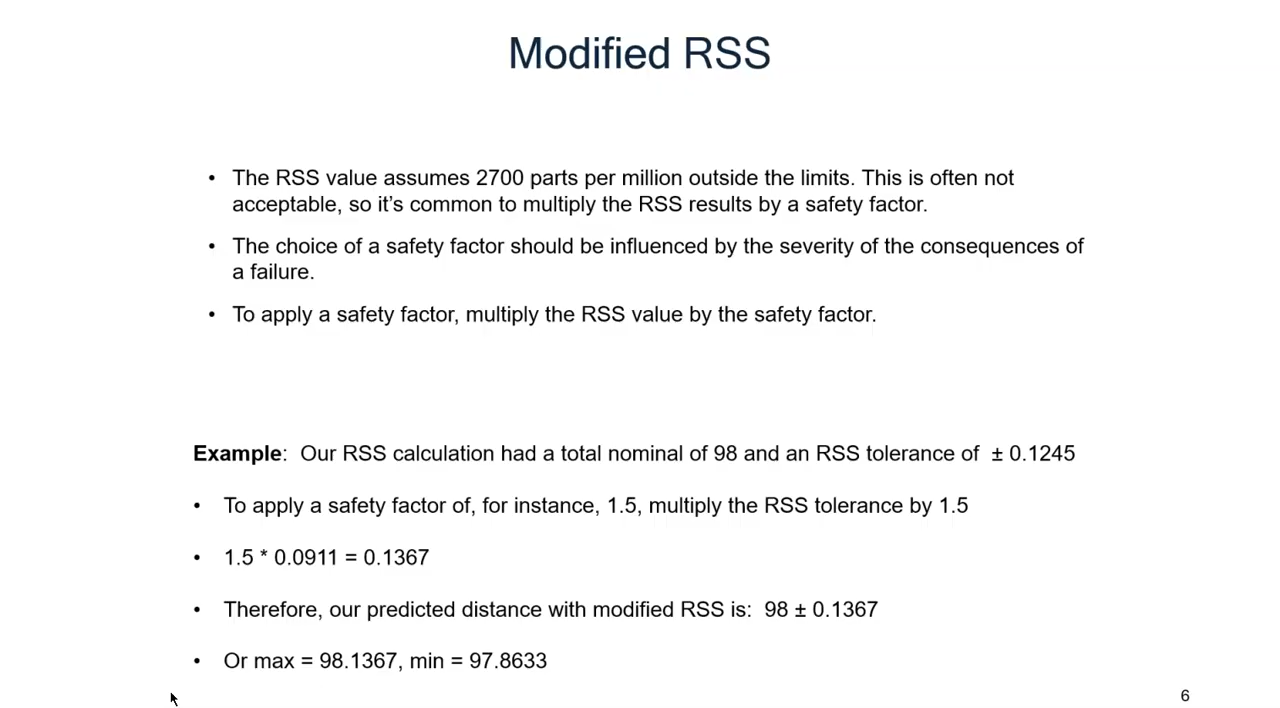 Modified RSS
• The RSS value assumes 2700 parts per million outside the limits. This is often not
acceptable, so it's common to multiply the RSS results by a safety factor.
• The choice of a safety factor should be influenced by the severity of the consequences of
a failure.
• To apply a safety factor, multiply the RSS value by the safety factor.
Example: Our RSS calculation had a total nominal of 98 and an RSS tolerance of ± 0.1245
• To apply a safety factor of, for instance, 1.5, multiply the RSS tolerance by 1.5
• 1.5 * 0.0911 = 0.1367
• Therefore, our predicted distance with modified RSS is: 98 ± 0.1367
• Or max = 98.1367, min = 97.8633
6